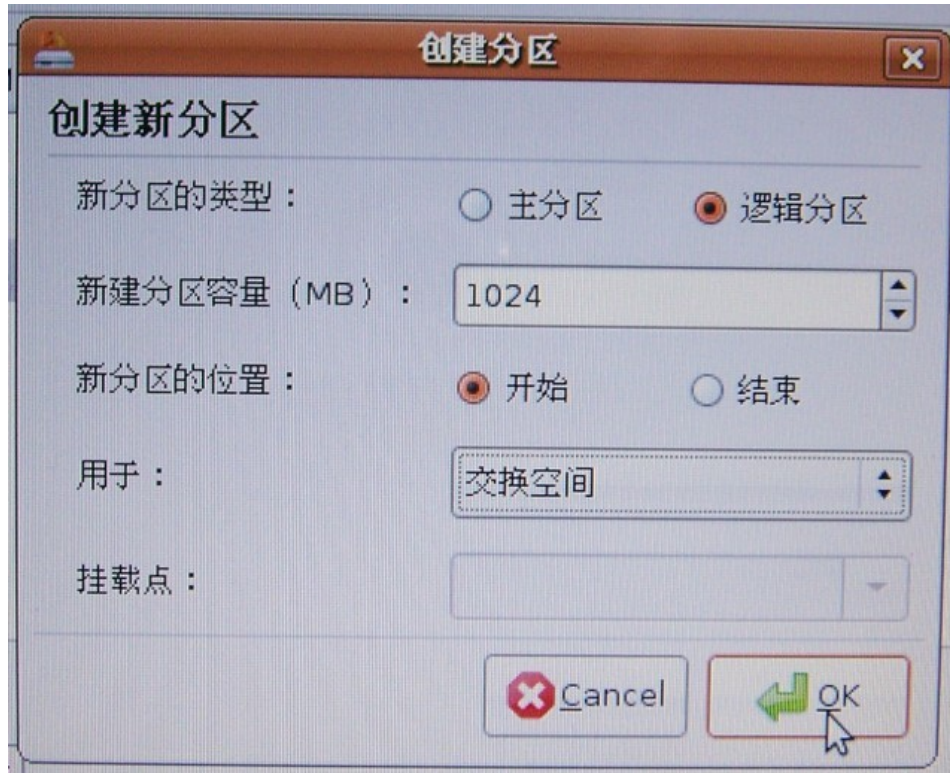 创建分区
创建新分区
新分区的类型： 主分区 逻辑分区
新建分区容量（MB）： 1024
新分区的位置： 开始 结束
用于： 交换空间
挂载点：
Cancel OK